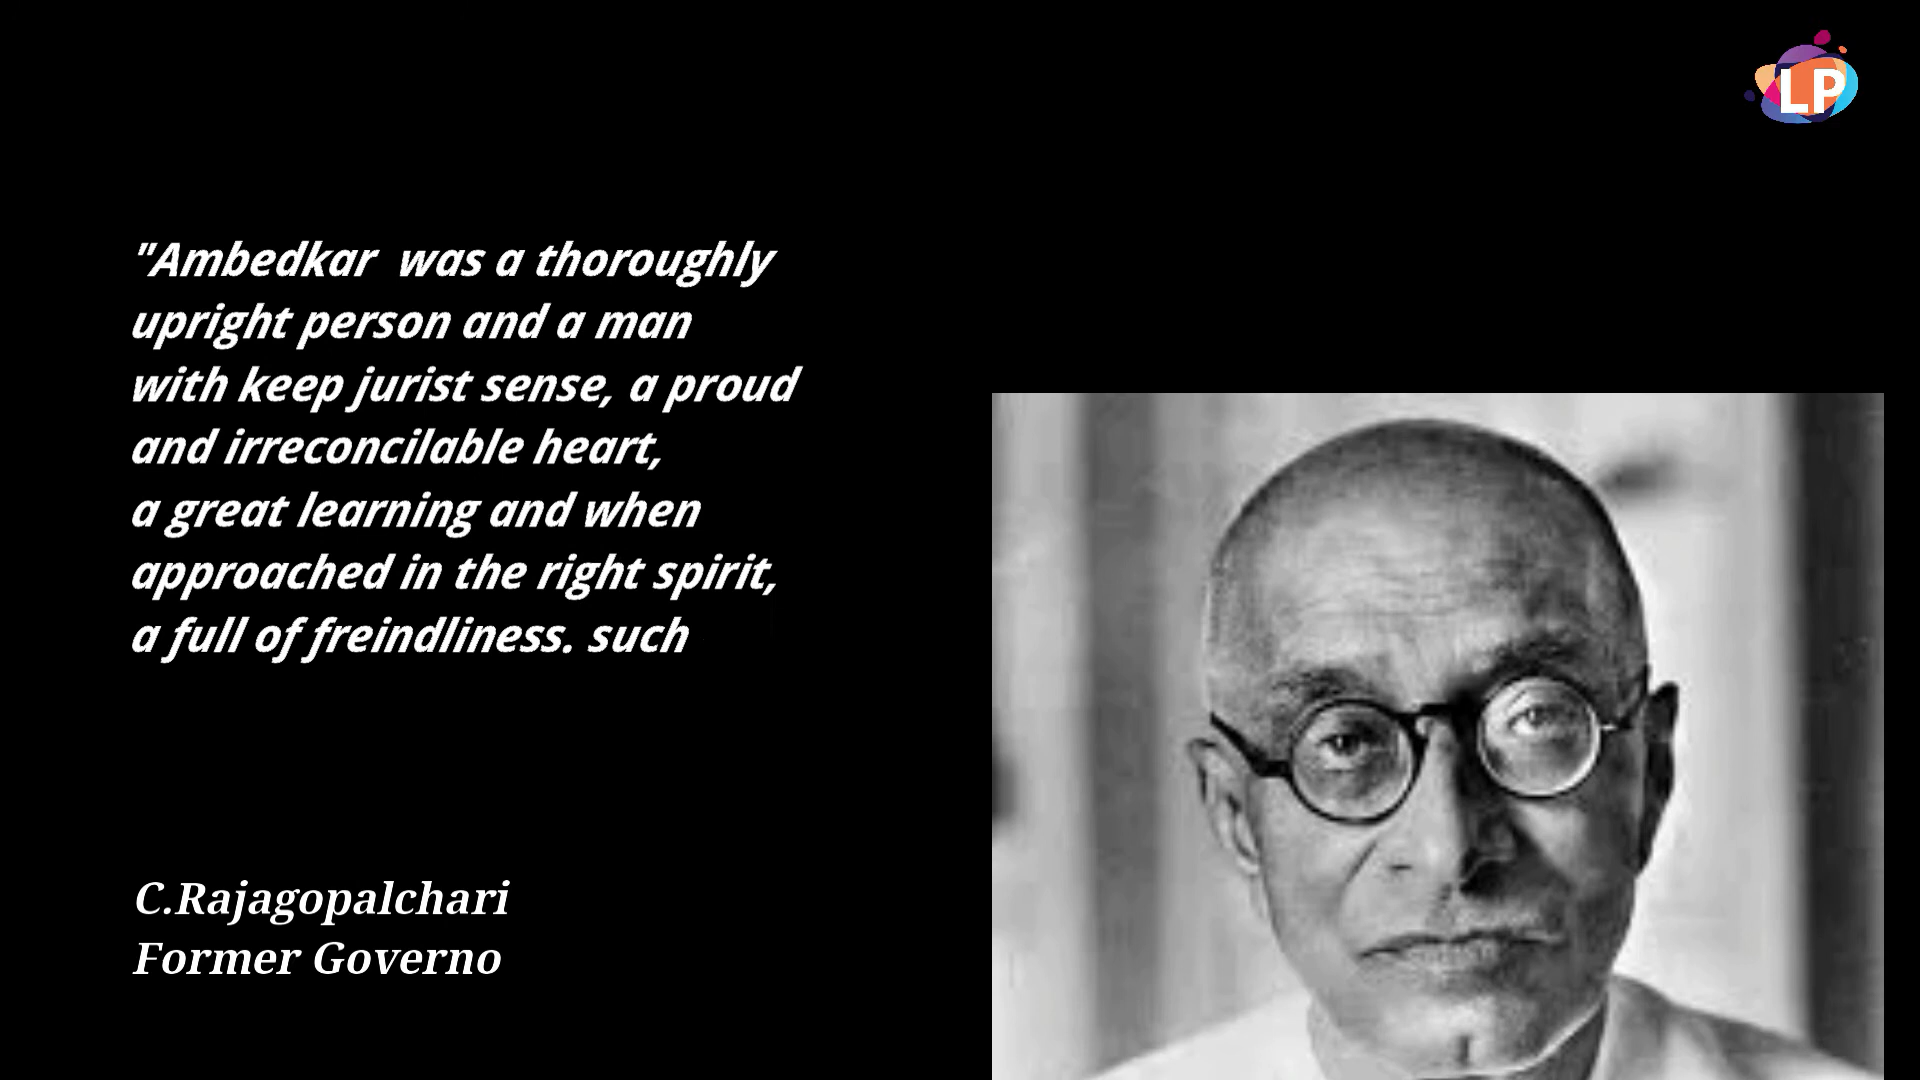 LP
"Ambedkar was a thoroughly
upright person and a man
with keep jurist sense, a proud
and irreconcilable heart,
a great learning and when
approached in the right spirit,
a full of freindliness. such
C.Rajagopalchari
Former Governo